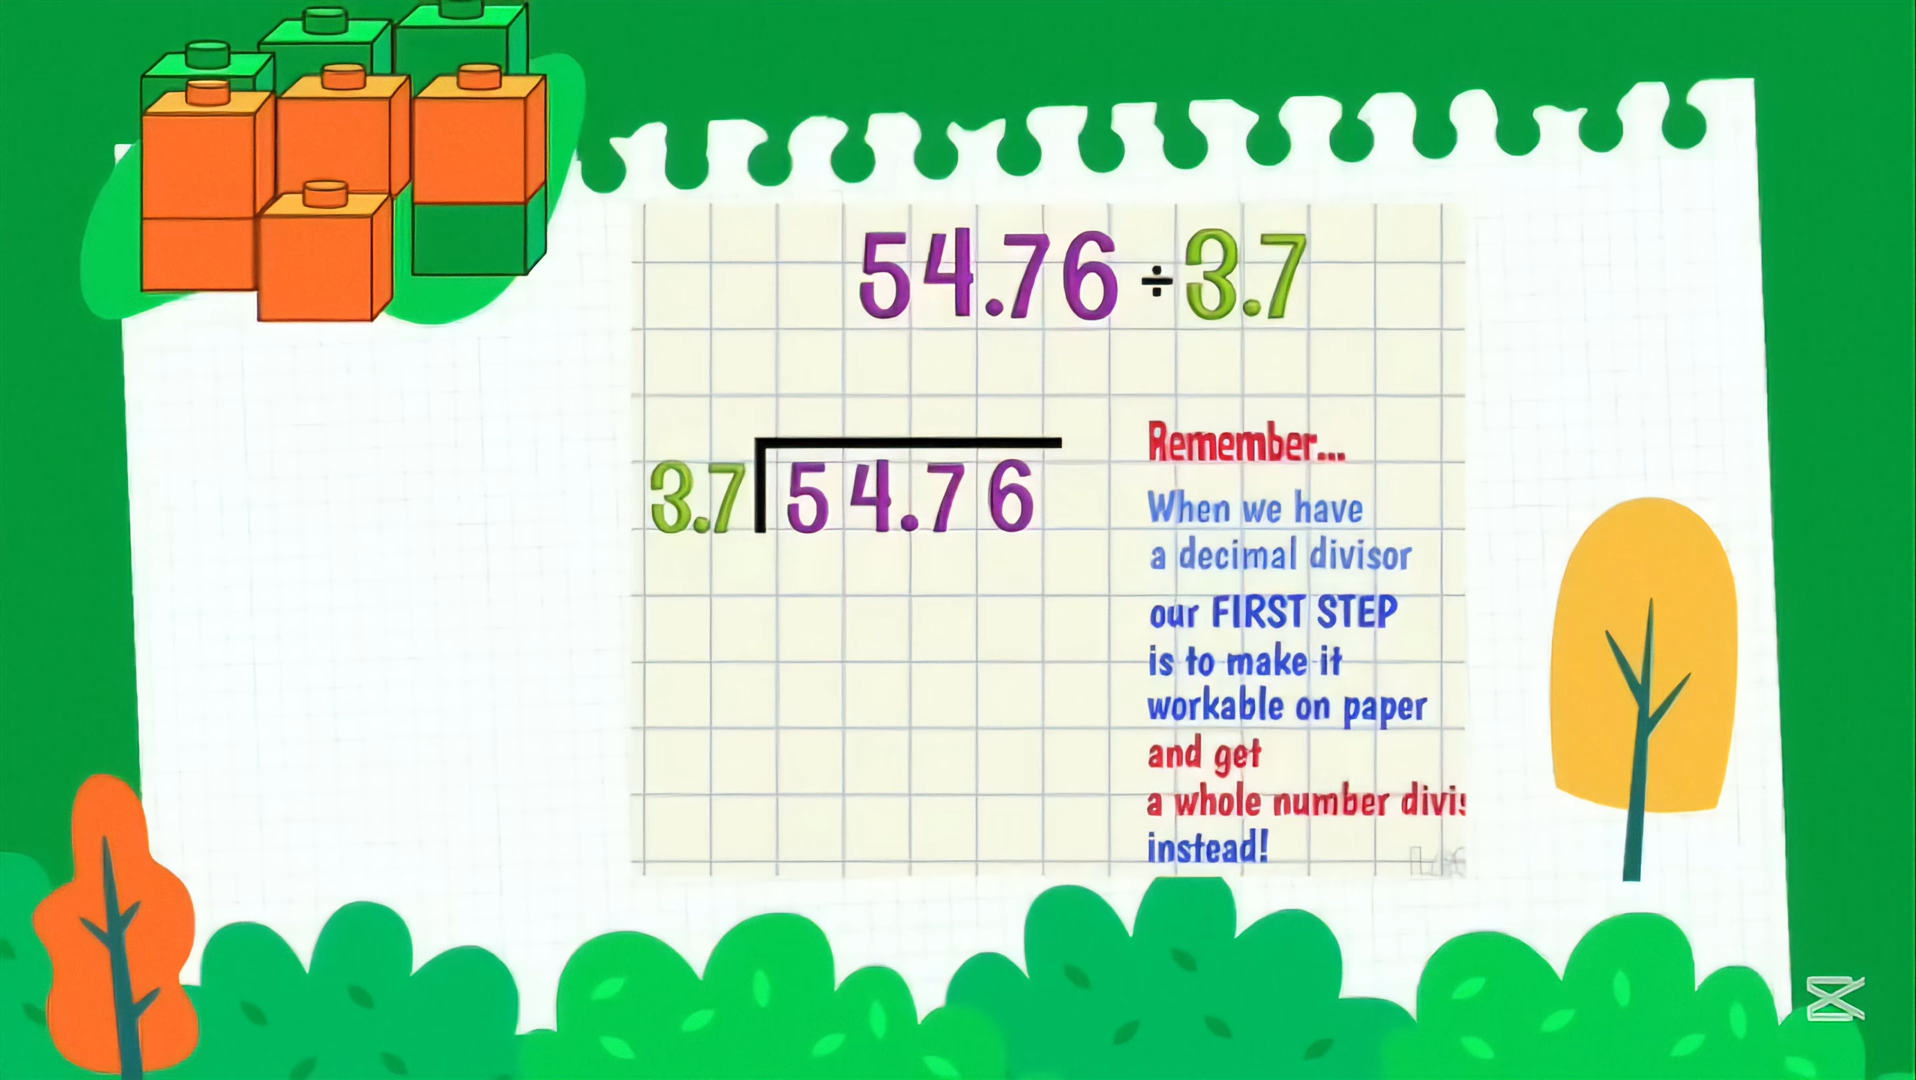 54.76 ÷ 3.7
3.7 54.76
Remember...
When we have
a decimal divisor
our FIRST STEP
is to make it
workable on paper
and get
a whole number
instead!